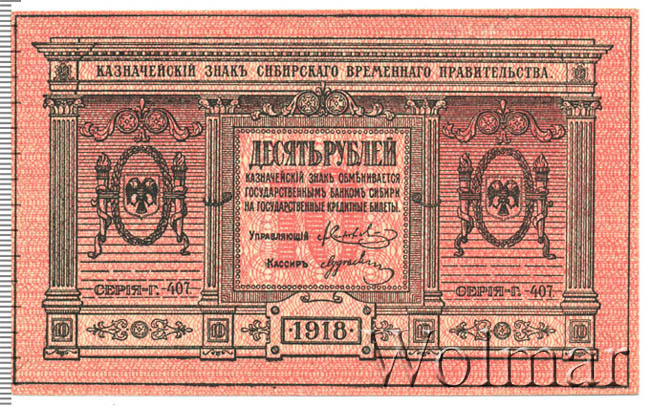 КАЗНАЧЕЙСКІЙ ЗНАКЪ СИБИРСКАГО ВРЕМЕННАГО ПРАВИТЕЛЬСТВА.
ДЕСЯТЬ РУБЛЕЙ
КАЗНАЧЕЙСКІЙ ЗНАКЪ ОБМѢНИВАЕТСЯ
ГОСУДАРСТВЕННЫМЪ БАНКОМЪ СИБИРИ
НА ГОСУДАРСТВЕННЫЕ КРЕДИТНЫЕ БИЛЕТЫ.
УПРАВЛЯЮЩІЙ
КАССИРЪ
СЕРІЯ-Г.-407
СЕРІЯ-Г.-407
·1918·
Wolmar